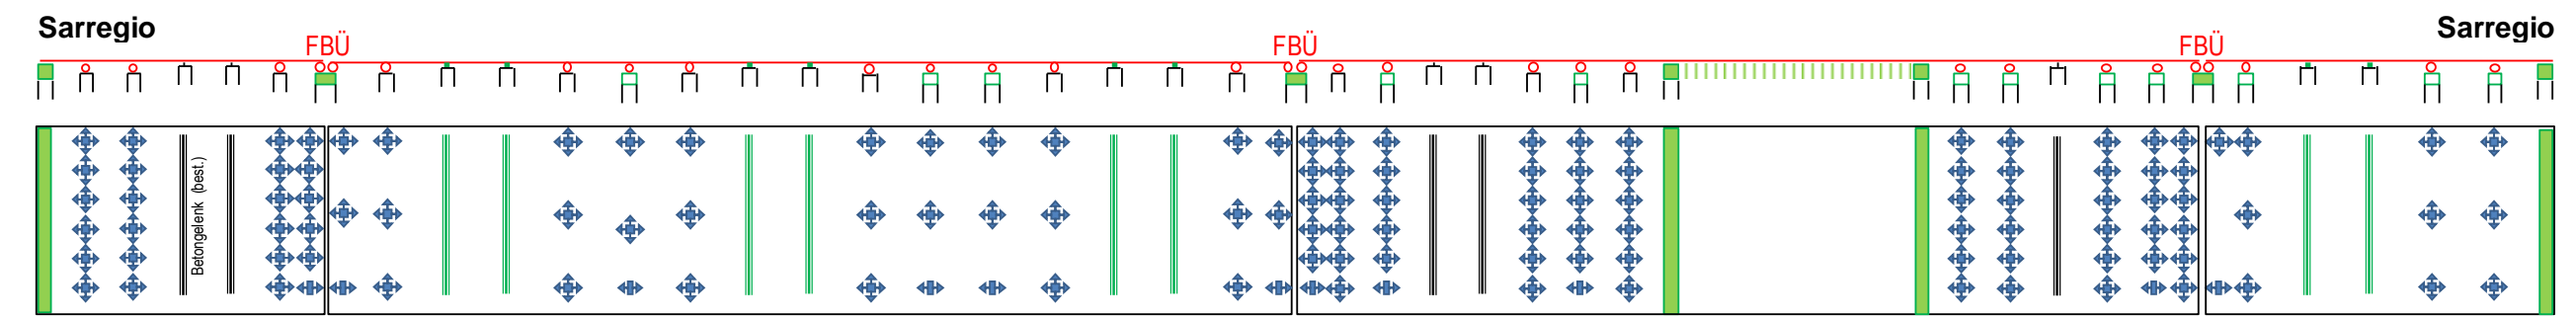 Sarregio
Sarregio
FBÜ
FBÜ
FBÜ
Betongelenk (best.)